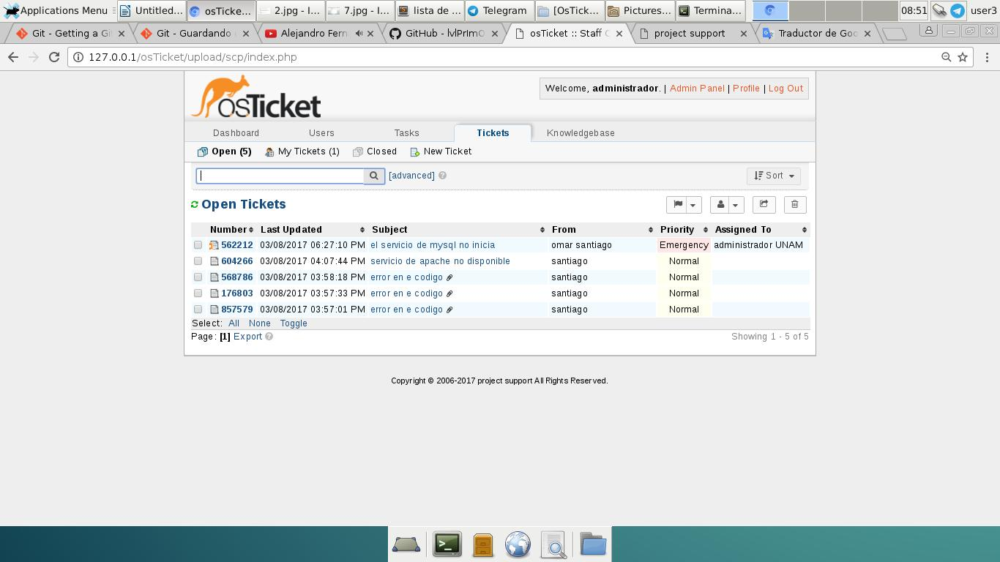 Applications Menu Untitled... osTicke... 2.jpg - I... 7.jpg - I... lista de ... Telegram [OsTick... Pictures... Termina... 08:51 user3
Git - Getting a Gi Git - Guardando Alejandro Fern GitHub - lvlPrImO osTicket :: Staff C project support Traductor de Goo
127.0.0.1/osTicket/upload/scp/index.php
osTicket
Welcome, administrador. | Admin Panel | Profile | Log Out
Dashboard Users Tasks Tickets Knowledgebase
Open (5) My Tickets (1) Closed New Ticket
[advanced] Sort
Open Tickets
Number Last Updated Subject From Priority Assigned To
562212 03/08/2017 06:27:10 PM el servicio de mysql no inicia omar santiago Emergency administrador UNAM
604266 03/08/2017 04:07:44 PM servicio de apache no disponible santiago Normal
568786 03/08/2017 03:58:18 PM error en e codigo santiago Normal
176803 03/08/2017 03:57:33 PM error en e codigo santiago Normal
857579 03/08/2017 03:57:01 PM error en e codigo santiago Normal
Select: All None Toggle
Page: [1] Export Showing 1 - 5 of 5
Copyright © 2006-2017 project support All Rights Reserved.